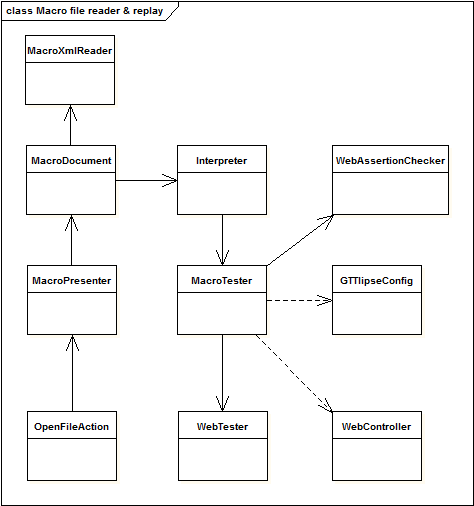 class Macro file reader & replay
MacroXmlReader
MacroDocument
Interpreter
WebAssertionChecker
MacroPresenter
MacroTester
GTTlipseConfig
OpenFileAction
WebTester
WebController